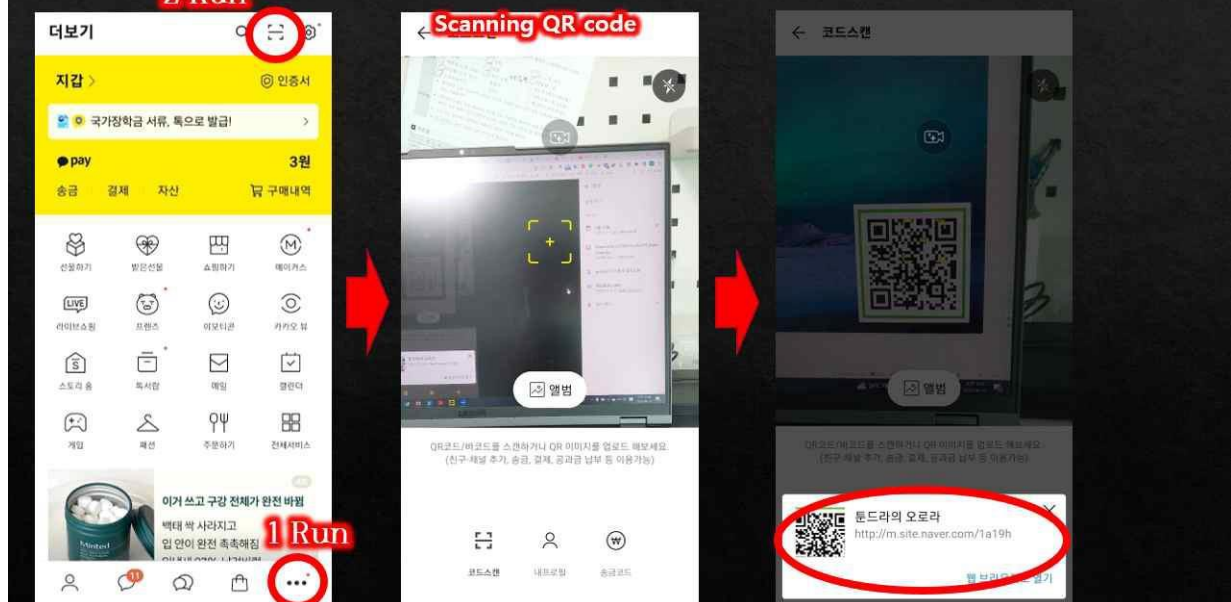 2 Run
더보기
지갑 >
인증서
국가장학금 서류, 톡으로 발급! >
pay
3원
송금 결제 자산
구매내역
선물하기 받은선물 쇼핑하기 메이커스
LIVE
라이브쇼핑 프렌즈 이모티콘 카카오 뷰
스토리 홈 톡서랍 메일 캘린더
게임 패션 주문하기 전체서비스
AD
이거 쓰고 구강 전체가 완전 바뀜
백태 싹 사라지고
입 안이 완전 촉촉해짐
Minted
1 Run
11
Scanning QR code
앨범
QR코드/바코드를 스캔하거나 QR 이미지를 업로드 해보세요.
(친구·채널 추가, 송금, 결제, 공과금 납부 등 이용가능)
코드스캔 내프로필 송금코드
← 코드스캔
앨범
QR코드/바코드를 스캔하거나 QR 이미지를 업로드 해보세요.
(친구·채널 추가, 송금, 결제, 공과금 납부 등 이용가능)
툰드라의 오로라
http://m.site.naver.com/1a19h